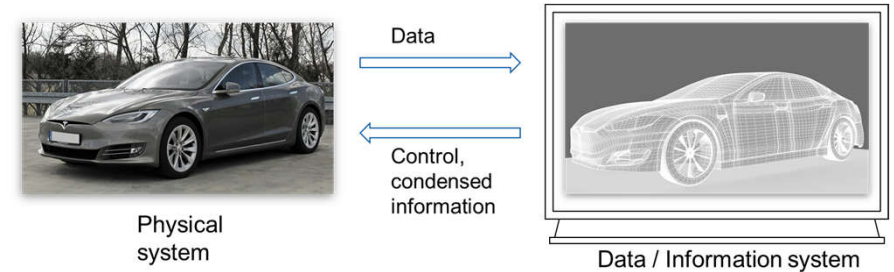 Data
Control,
condensed
information
Physical
system
Data / Information system